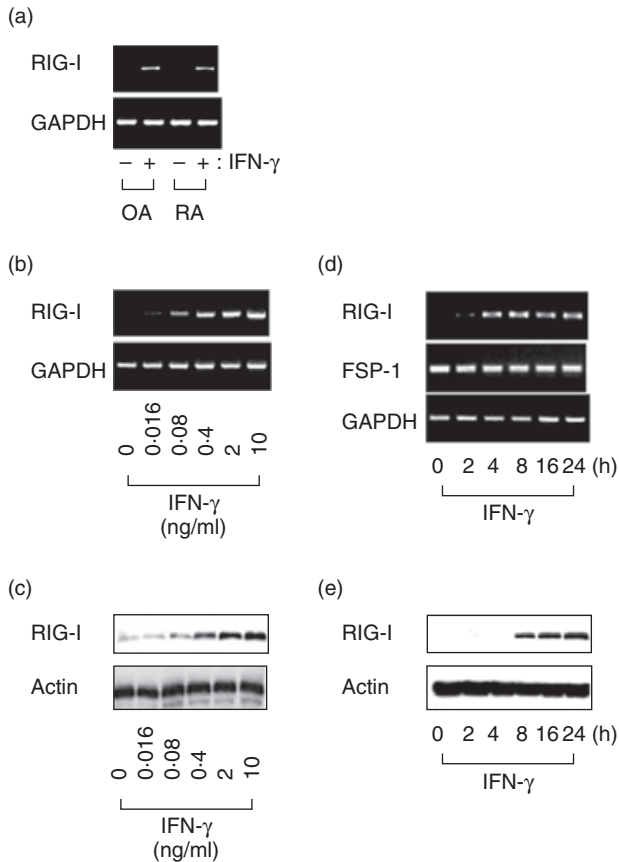 (a)
RIG-I
GAPDH
– + – + : IFN-γ
OA RA
(b)
RIG-I
GAPDH
0 0·016 0·08 0·4 2 10
IFN-γ
(ng/ml)
(c)
RIG-I
Actin
0 0·016 0·08 0·4 2 10
IFN-γ
(ng/ml)
(d)
RIG-I
FSP-1
GAPDH
0 2 4 8 16 24 (h)
IFN-γ
(e)
RIG-I
Actin
0 2 4 8 16 24 (h)
IFN-γ